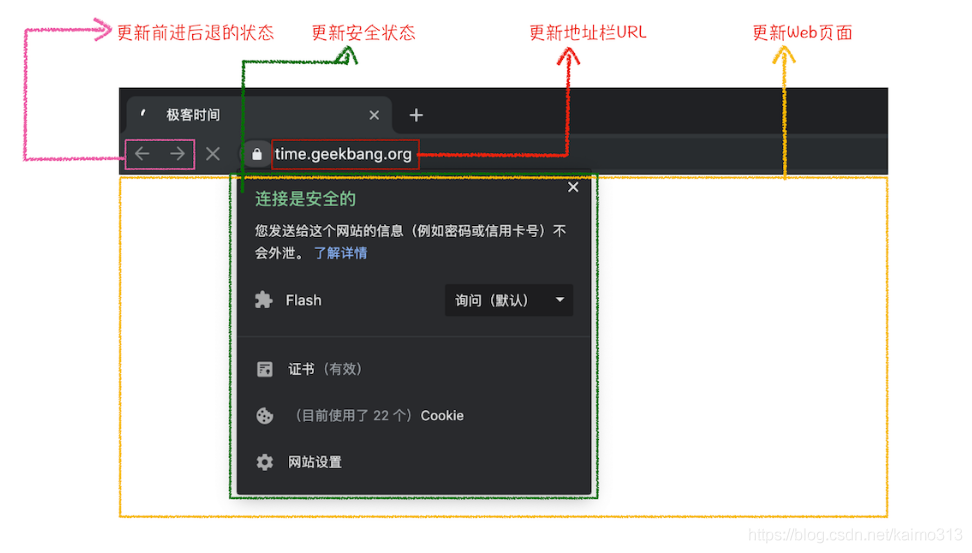 更新前进后退的状态
更新安全状态
更新地址栏URL
更新Web页面
极客时间
time.geekbang.org
连接是安全的
您发送给这个网站的信息（例如密码或信用卡号）不
会外泄。 了解详情
Flash
询问（默认）
证书（有效）
（目前使用了 22 个）Cookie
网站设置
https://blog.csdn.net/kaimo313